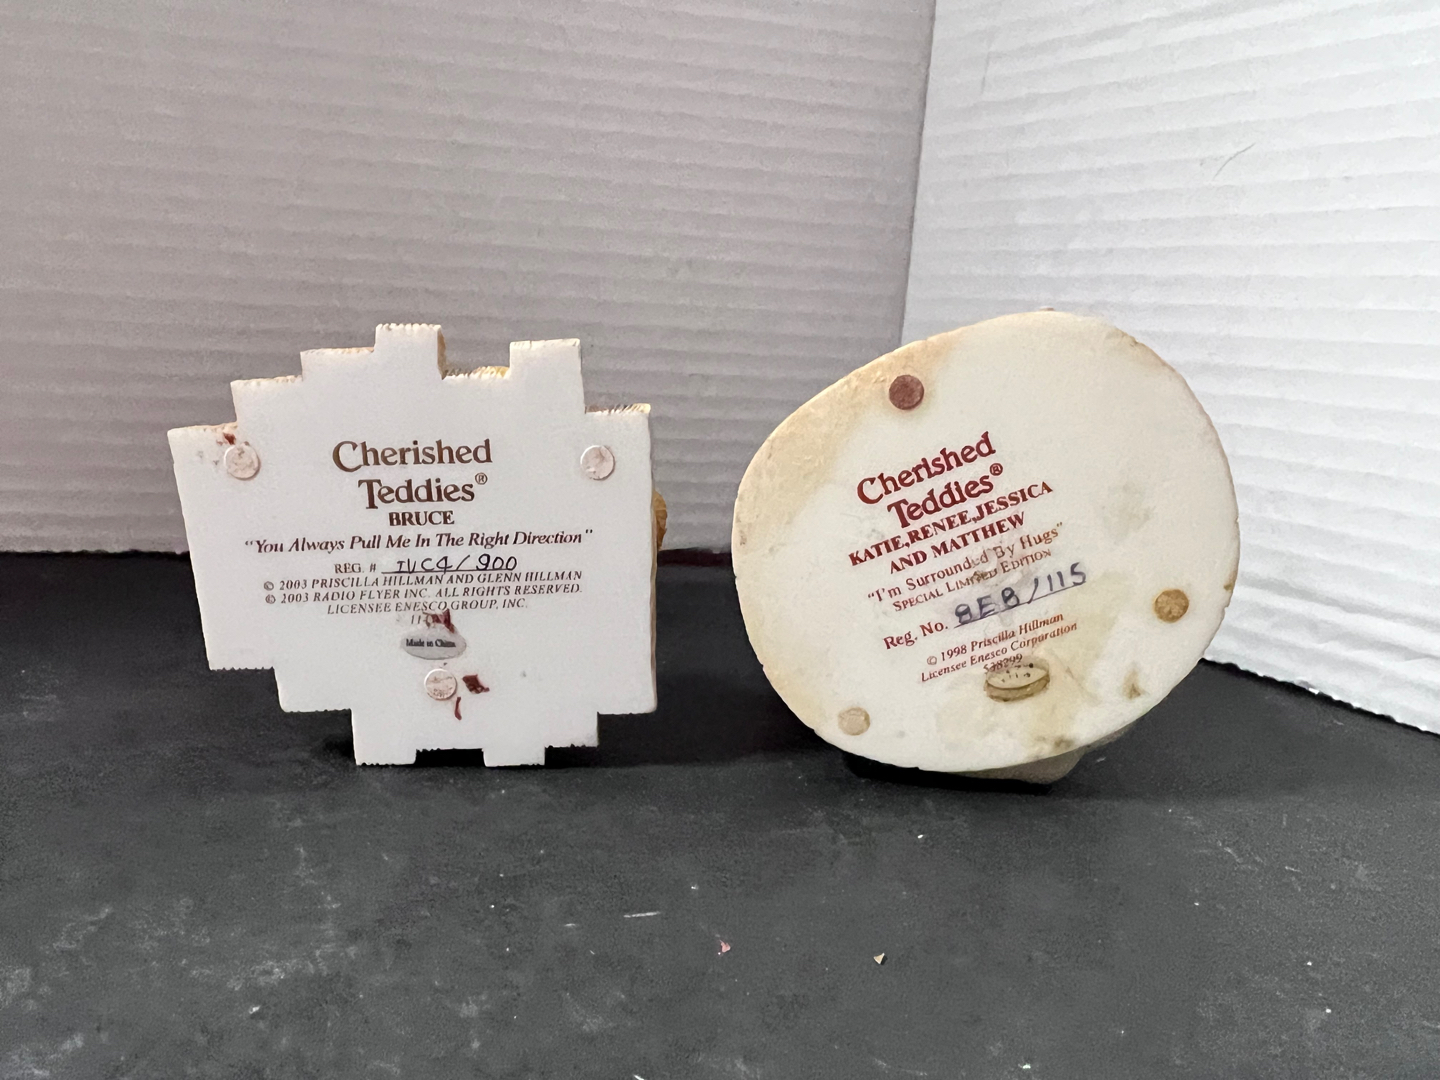 Cherished
Teddies®
BRUCE
"You Always Pull Me In The Right Direction"
REG. # IVC4/900
© 2003 PRISCILLA HILLMAN AND GLENN HILLMAN
© 2003 RADIO FLYER INC. ALL RIGHTS RESERVED.
LICENSEE ENESCO GROUP, INC.
Made in China
Cherished
Teddies®
KATIE,RENEE,JESSICA
AND MATTHEW
"I'm Surrounded By Hugs"
SPECIAL LIMITED EDITION
Reg. No. 8E8/115
© 1998 Priscilla Hillman
Licensee Enesco Corporation